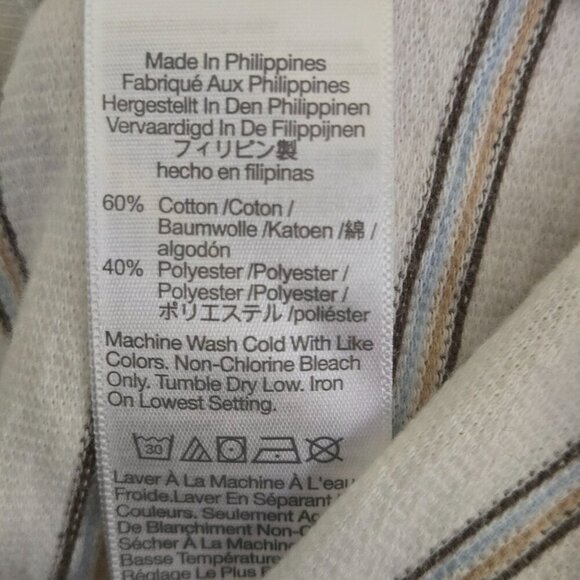 Made In Philippines
Fabriqué Aux Philippines
Hergestellt In Den Philippinen
Vervaardigd In De Filippijnen
フィリピン製
hecho en filipinas
60% Cotton /Coton /
Baumwolle /Katoen /綿 /
algodón
40% Polyester /Polyester /
Polyester /Polyester /
ポリエステル /poliéster
Machine Wash Cold With Like
Colors. Non-Chlorine Bleach
Only. Tumble Dry Low. Iron
On Lowest Setting.
30
Laver À La Machine À L'eau
Froide.Laver En Séparant
Couleurs. Seulement
De Blanchiment Non-
Sécher À La Machine
Basse Température
Réglage Le Plus